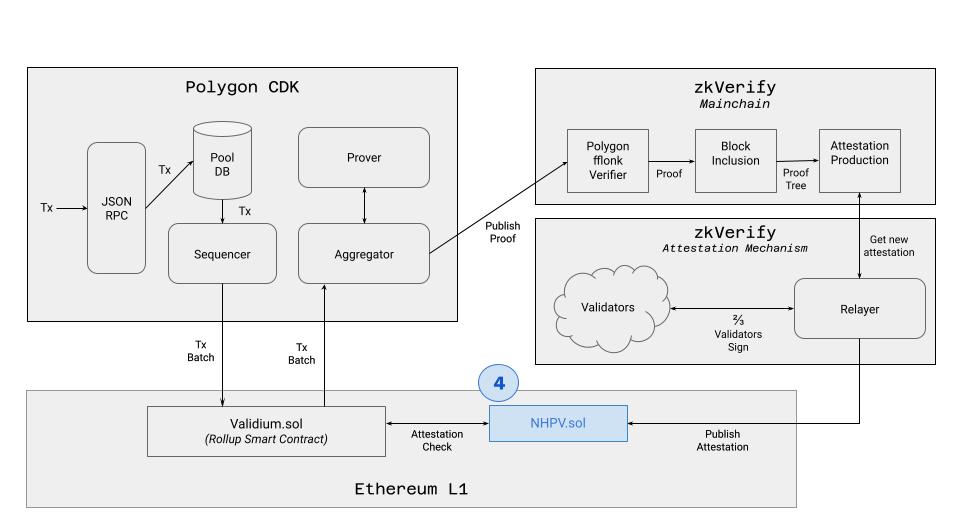 Polygon CDK
Tx
JSON
RPC
Tx
Pool
DB
Tx
Sequencer
Prover
Aggregator
Publish
Proof
zkVerify
Mainchain
Polygon
fflonk
Verifier
Proof
Block
Inclusion
Proof
Tree
Attestation
Production
zkVerify
Attestation Mechanism
Get new
attestation
Validators
⅔
Validators
Sign
Relayer
Tx
Batch
Tx
Batch
4
Validium.sol
(Rollup Smart Contract)
Attestation
Check
NHPV.sol
Publish
Attestation
Ethereum L1